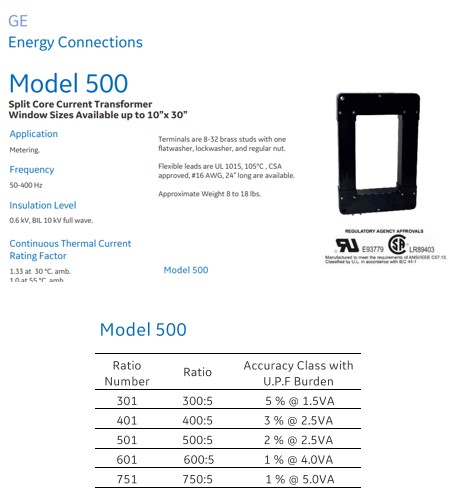 GE
Energy Connections
Model 500
Split Core Current Transformer
Window Sizes Available up to 10"x 30"
Application
Metering.
Frequency
50-400 Hz
Insulation Level
0.6 kV, BIL 10 kV full wave.
Continuous Thermal Current
Rating Factor
1.33 at 30 °C. amb.
1.0 at 55 °C. amb.
Terminals are 8-32 brass studs with one
flatwasher, lockwasher, and regular nut.
Flexible leads are UL 1015, 105°C , CSA
approved, #16 AWG, 24" long are available.
Approximate Weight 8 to 18 lbs.
Model 500
REGULATORY AGENCY APPROVALS
E93779 LR89403
Manufactured to meet the requirements of ANSI/IEEE C57.13.
Classified by U.L. in accordance with IEC 44-1
Model 500
Ratio Number Ratio Accuracy Class with U.P.F Burden
301 300:5 5 % @ 1.5VA
401 400:5 3 % @ 2.5VA
501 500:5 2 % @ 2.5VA
601 600:5 1 % @ 4.0VA
751 750:5 1 % @ 5.0VA